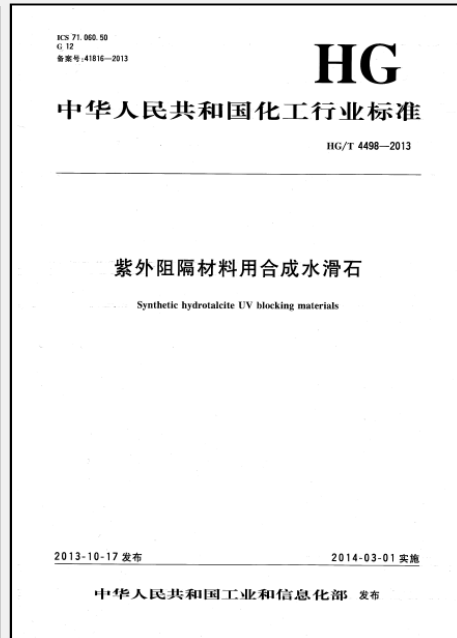 ICS 71.060.50
G 12
备案号:41816—2013
HG
中华人民共和国化工行业标准
HG/T 4498—2013
紫外阻隔材料用合成水滑石
Synthetic hydrotalcite UV blocking materials
2013-10-17 发布
2014-03-01 实施
中华人民共和国工业和信息化部 发布